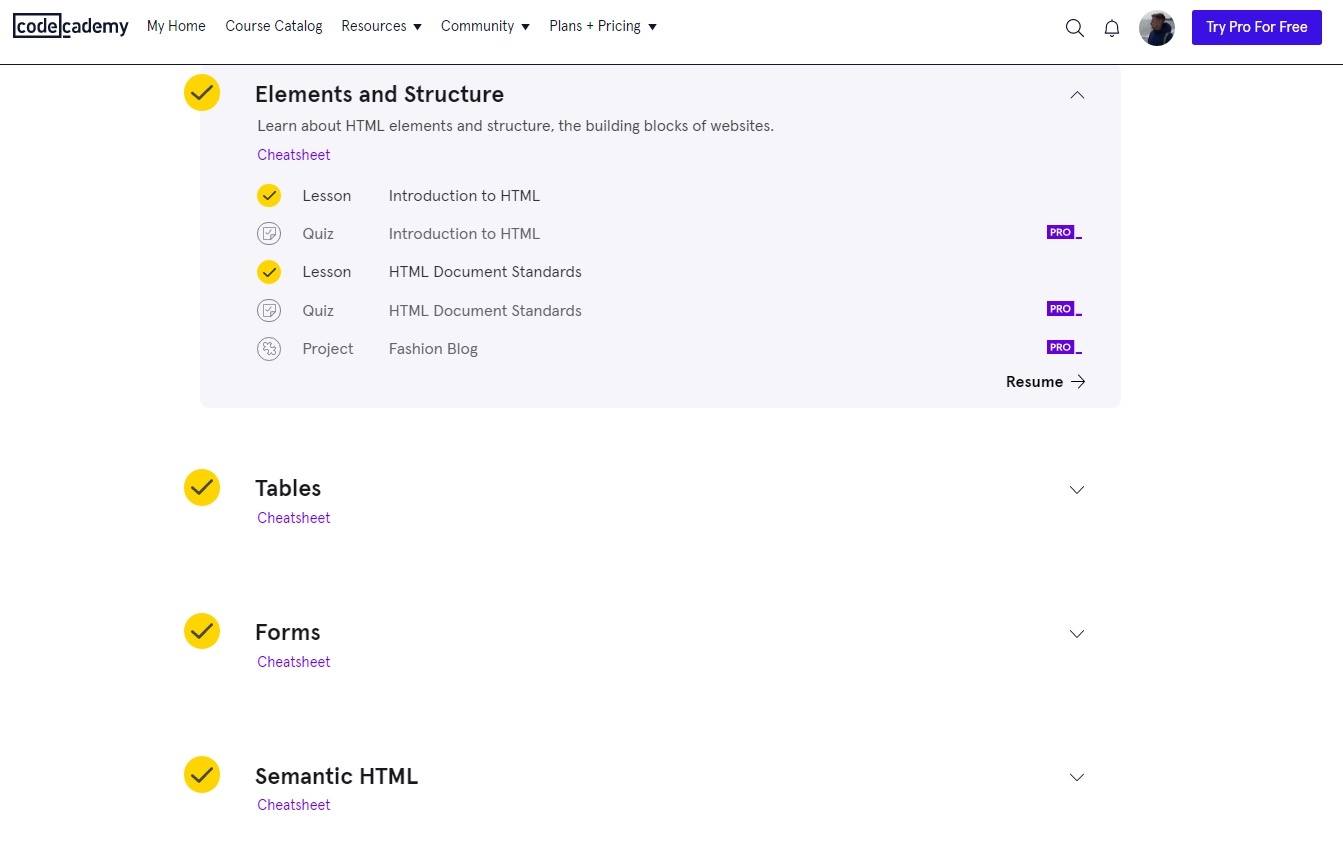 codecademy My Home Course Catalog Resources Community Plans + Pricing Try Pro For Free
Elements and Structure
Learn about HTML elements and structure, the building blocks of websites.
Cheatsheet
Lesson Introduction to HTML
Quiz Introduction to HTML PRO
Lesson HTML Document Standards
Quiz HTML Document Standards PRO
Project Fashion Blog PRO
Resume
Tables
Cheatsheet
Forms
Cheatsheet
Semantic HTML
Cheatsheet